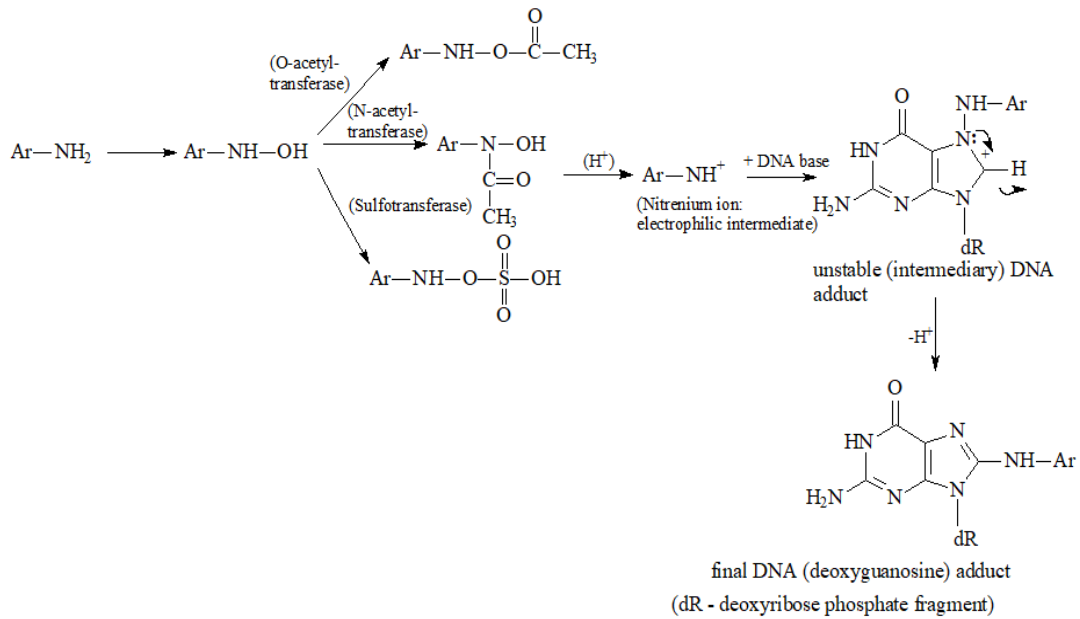 Ar—NH₂
Ar—NH—OH
(O-acetyl-
transferase)
O
Ar—NH—O—C—CH₃
(N-acetyl-
transferase)
Ar—N—OH
C=O
CH₃
(Sulfotransferase)
O
Ar—NH—O—S—OH
O
(H⁺)
Ar—NH⁺
(Nitrenium ion:
electrophilic intermediate)
+ DNA base
O
NH—Ar
HN
N:
+
H
H₂N
N
N
dR
unstable (intermediary) DNA
adduct
-H⁺
O
HN
N
NH—Ar
H₂N
N
N
dR
final DNA (deoxyguanosine) adduct
(dR - deoxyribose phosphate fragment)